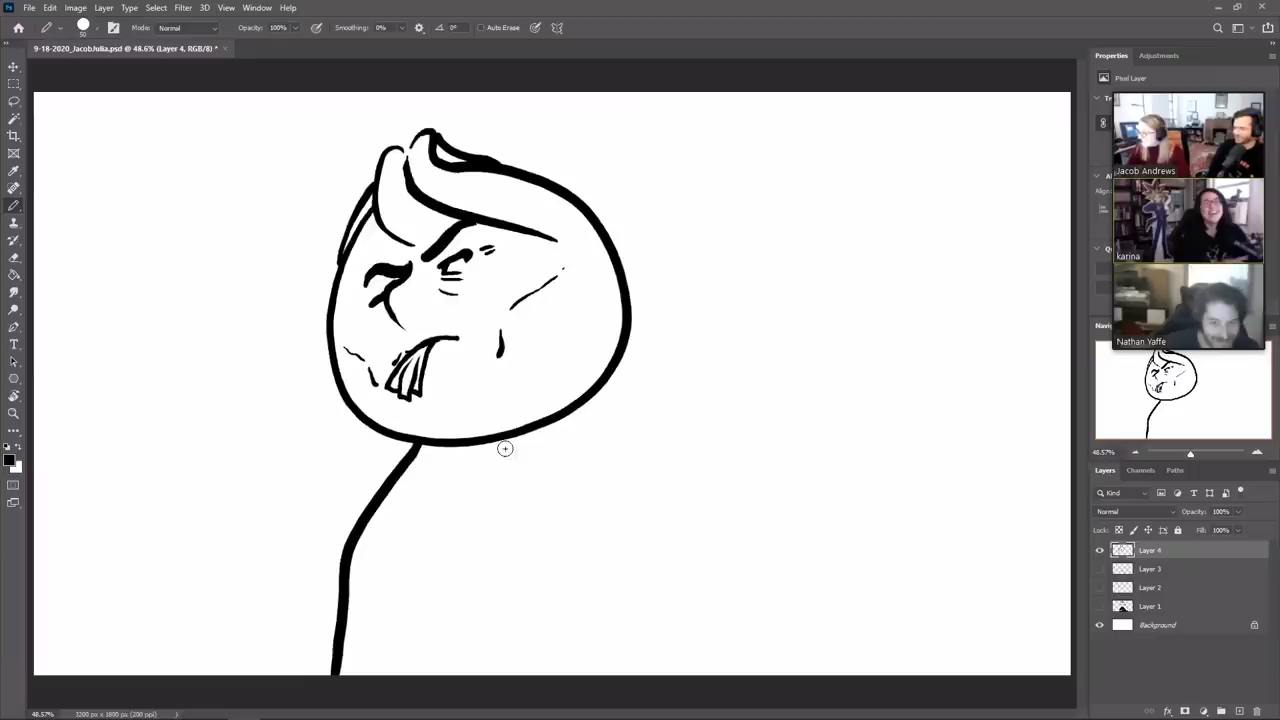 File Edit Image Layer Type Select Filter 3D View Window Help
50 Mode: Normal Opacity: 100% Smoothing: 0% 0° Auto Erase
9-18-2020_JacobJulia.psd @ 48.6% (Layer 4, RGB/8) *
Properties Adjustments
Pixel Layer
Jacob Andrews
karina
Nathan Yaffe
48.57%
Layers Channels Paths
Kind
Normal Opacity: 100%
Lock: Fill: 100%
Layer 4
Layer 3
Layer 2
Layer 1
Background
48.57% 3200 px x 1800 px (200 ppi)